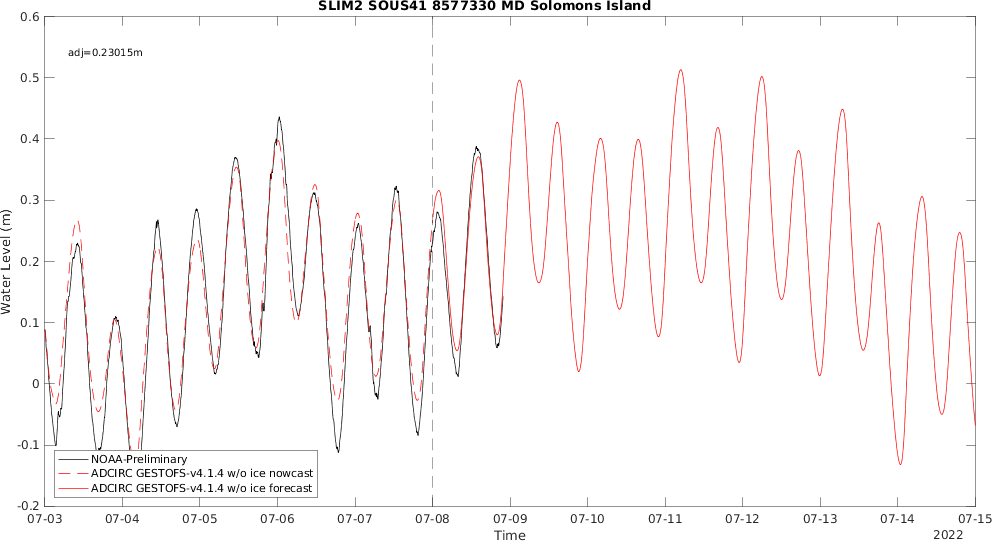 SLIM2 SOUS41 8577330 MD Solomons Island
adj=0.23015m
Water Level (m)
0.6
0.5
0.4
0.3
0.2
0.1
0
-0.1
-0.2
NOAA-Preliminary
ADCIRC GESTOFS-v4.1.4 w/o ice nowcast
ADCIRC GESTOFS-v4.1.4 w/o ice forecast
07-03 07-04 07-05 07-06 07-07 07-08 07-09 07-10 07-11 07-12 07-13 07-14 07-15
Time
2022